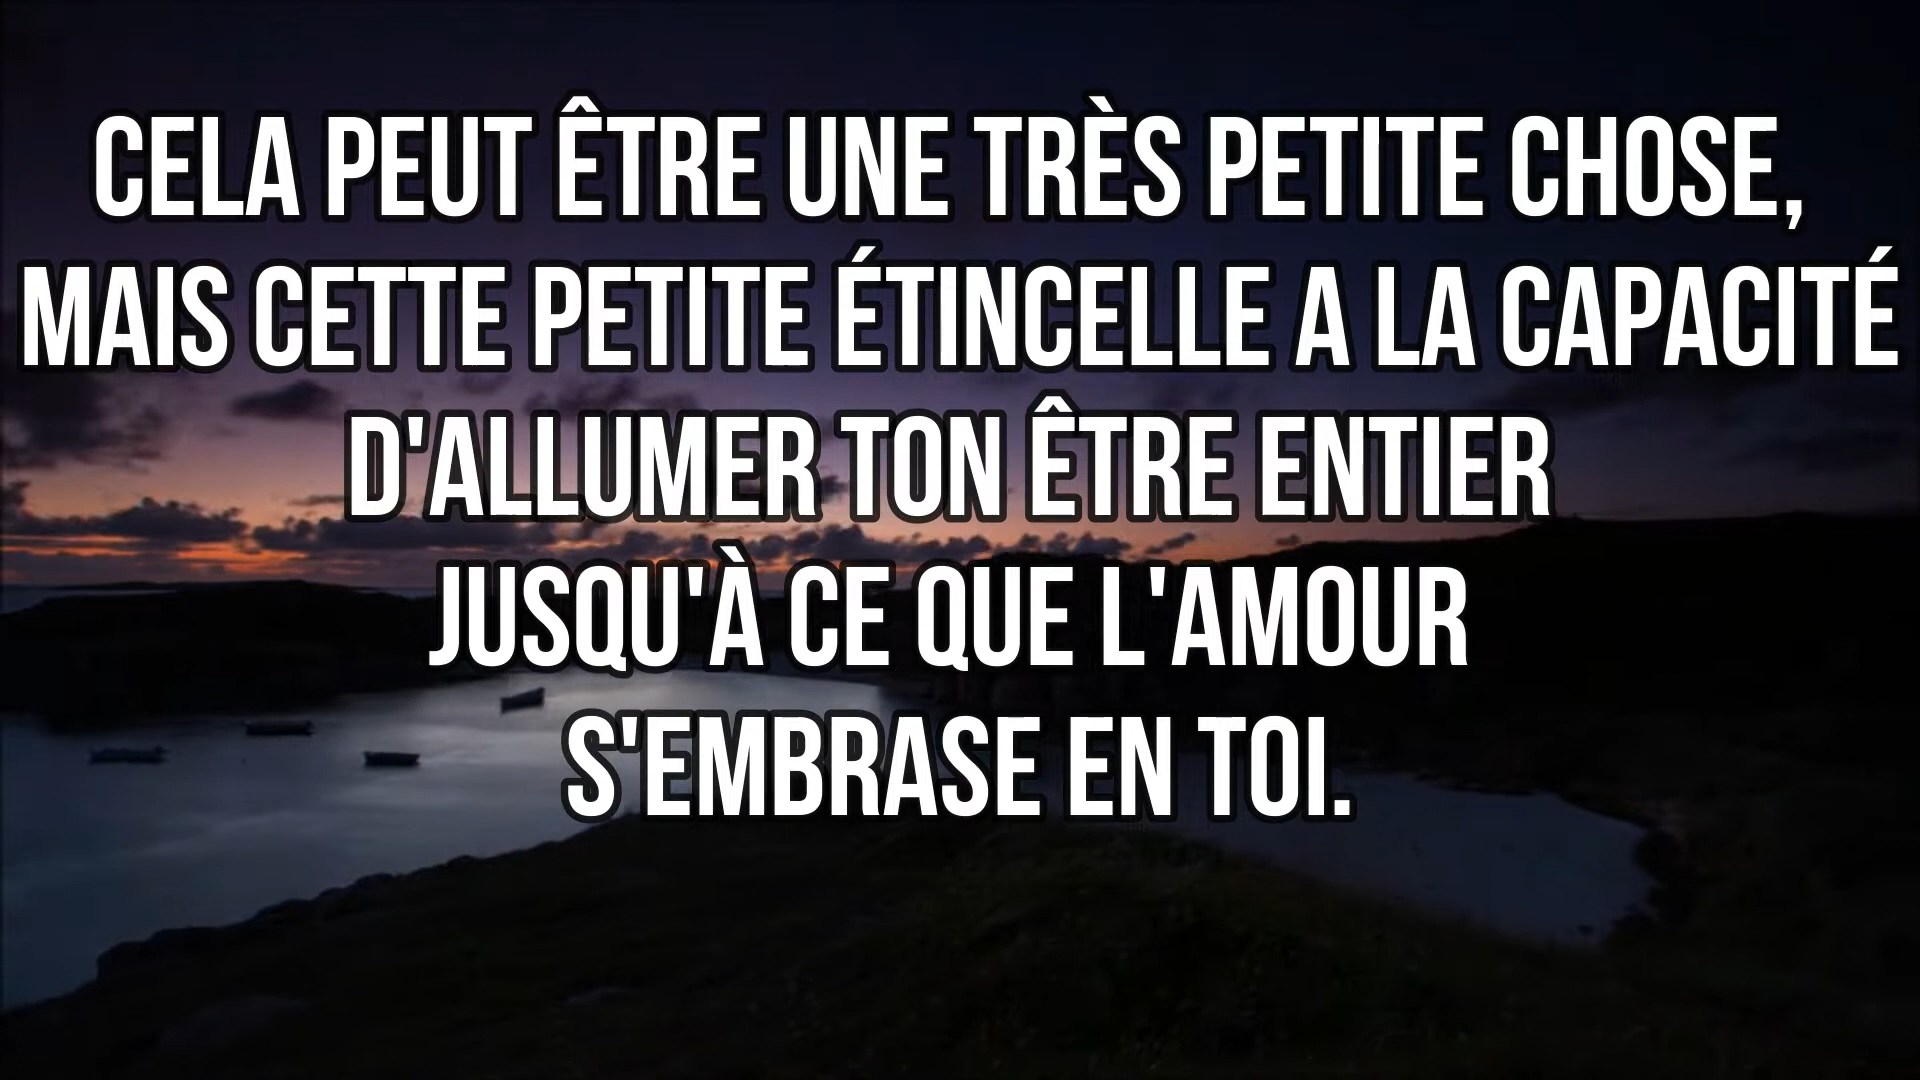 CELA PEUT ÊTRE UNE TRÈS PETITE CHOSE,
MAIS CETTE PETITE ÉTINCELLE A LA CAPACITÉ
D'ALLUMER TON ÊTRE ENTIER
JUSQU'À CE QUE L'AMOUR
S'EMBRASE EN TOI.